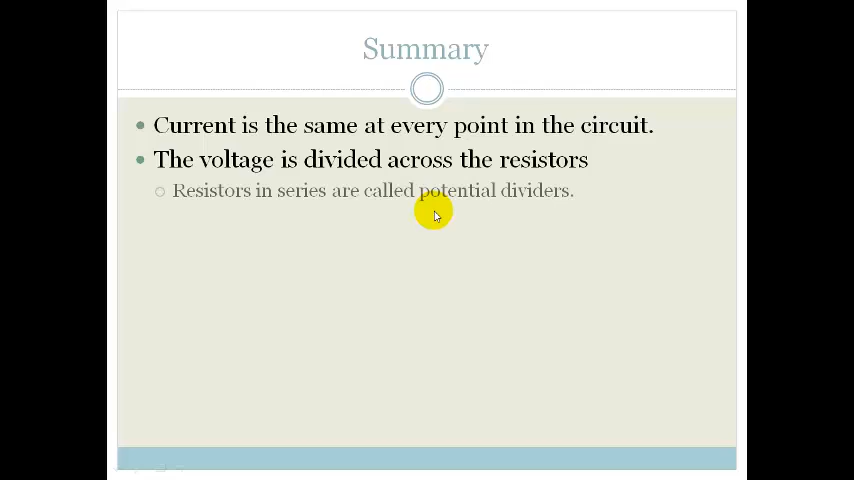 Summary
Current is the same at every point in the circuit.
The voltage is divided across the resistors
Resistors in series are called potential dividers.